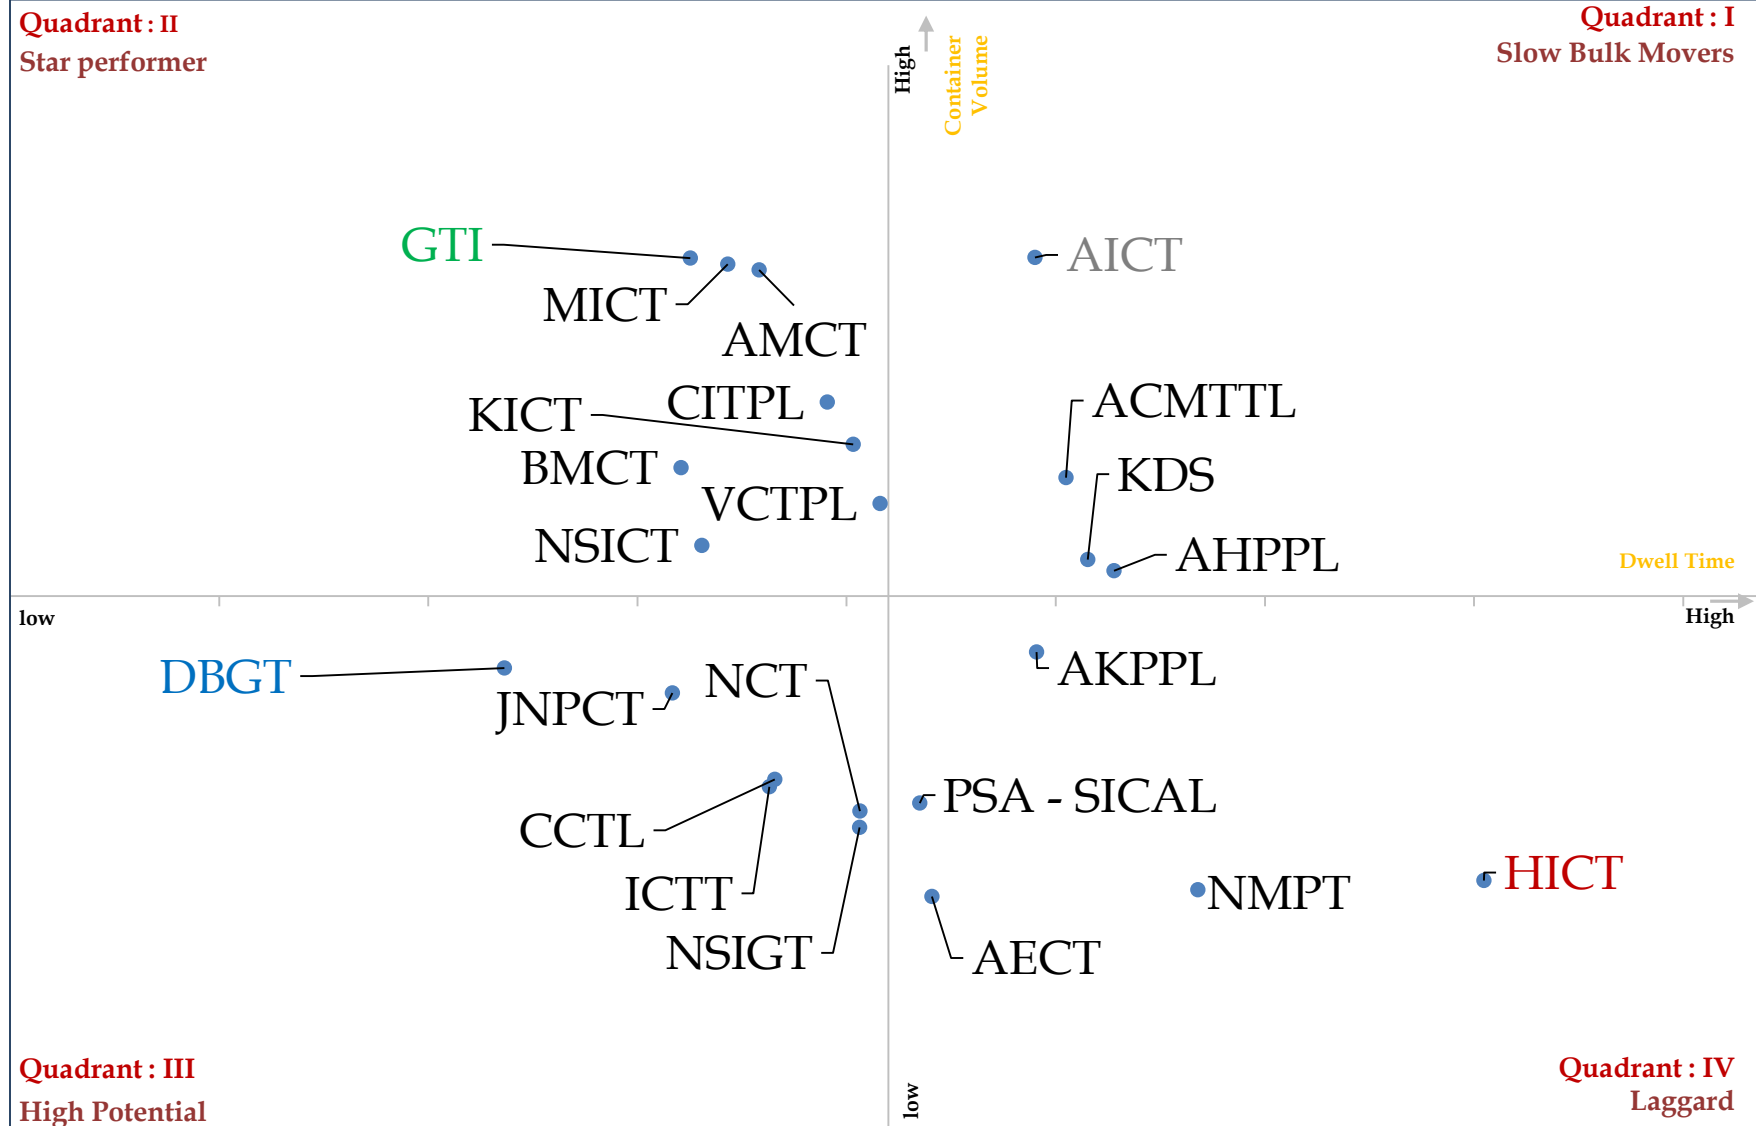 Quadrant : II
Star performer
Quadrant : I
Slow Bulk Movers
High
Container
Volume
GTI
AICT
MICT
AMCT
CITPL
KICT
ACMTTL
BMCT
KDS
VCTPL
NSICT
AHPPL
Dwell Time
low
High
DBGT
NCT
AKPPL
JNPCT
PSA - SICAL
CCTL
HICT
ICTT
NMPT
NSIGT
AECT
Quadrant : III
High Potential
low
Quadrant : IV
Laggard